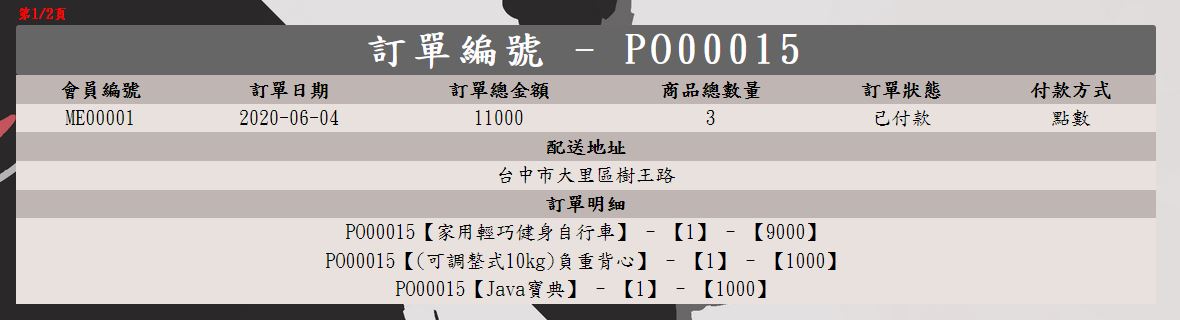 第1/2頁
訂單編號 - PO00015
會員編號 訂單日期 訂單總金額 商品總數量 訂單狀態 付款方式
ME00001 2020-06-04 11000 3 已付款 點數
配送地址
台中市大里區樹王路
訂單明細
PO00015【家用輕巧健身自行車】 - 【1】 - 【9000】
PO00015【(可調整式10kg)負重背心】 - 【1】 - 【1000】
PO00015【Java寶典】 - 【1】 - 【1000】